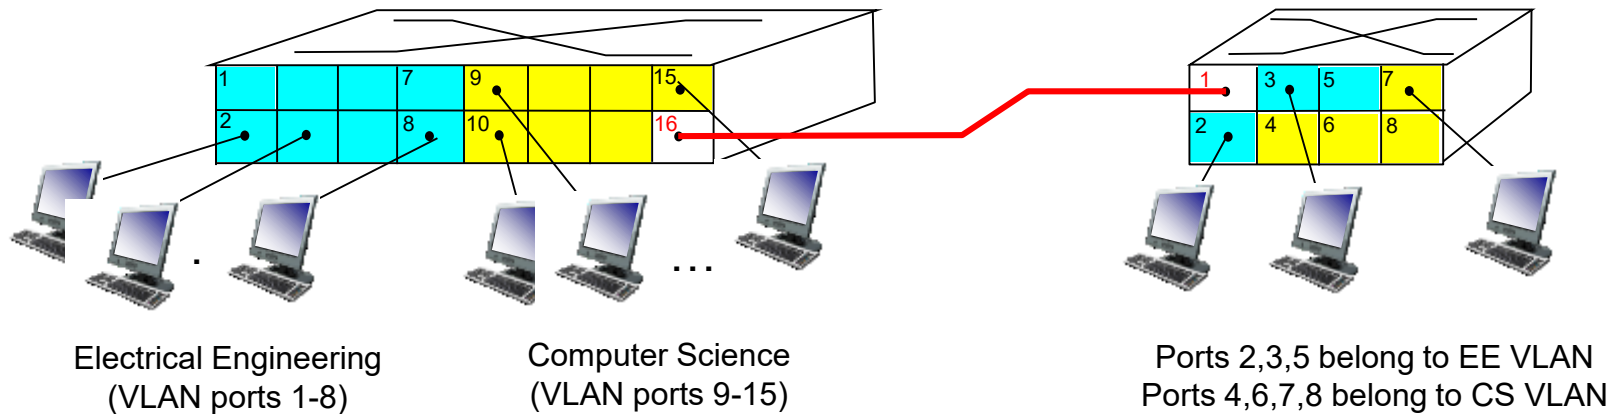 1 7 9 15
2 8 10 16
1 3 5 7
2 4 6 8
. ...
Electrical Engineering
(VLAN ports 1-8)
Computer Science
(VLAN ports 9-15)
Ports 2,3,5 belong to EE VLAN
Ports 4,6,7,8 belong to CS VLAN